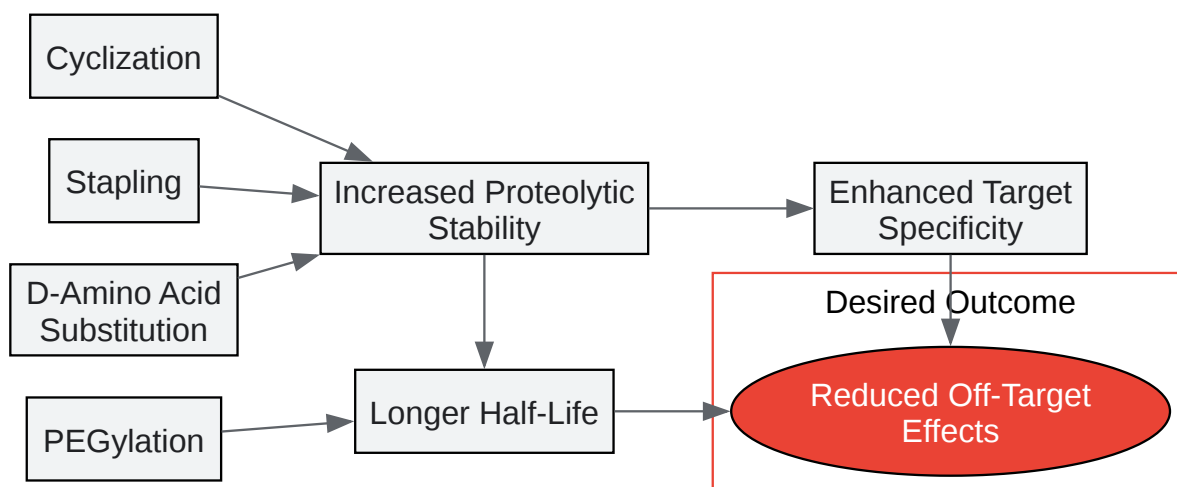 Cyclization
Stapling
D-Amino Acid
Substitution
PEGylation
Increased Proteolytic
Stability
Longer Half-Life
Enhanced Target
Specificity
Desired Outcome
Reduced Off-Target
Effects